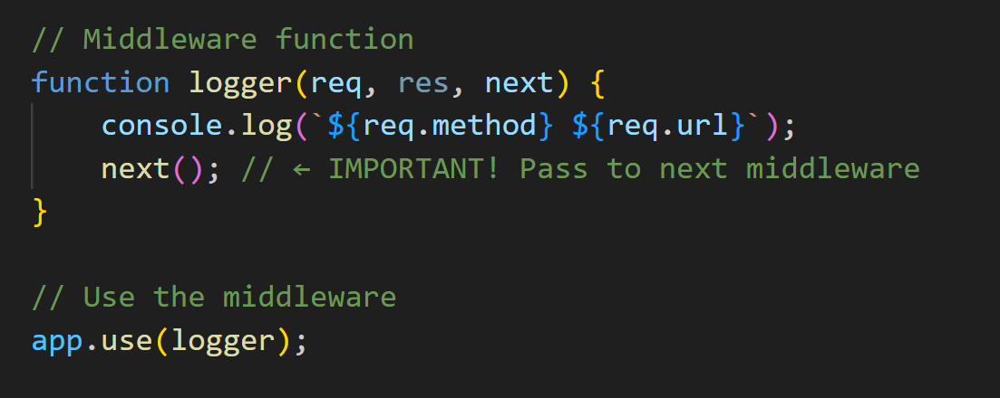 // Middleware function
function logger(req, res, next) {
    console.log(`${req.method} ${req.url}`);
    next(); // ← IMPORTANT! Pass to next middleware
}

// Use the middleware
app.use(logger);